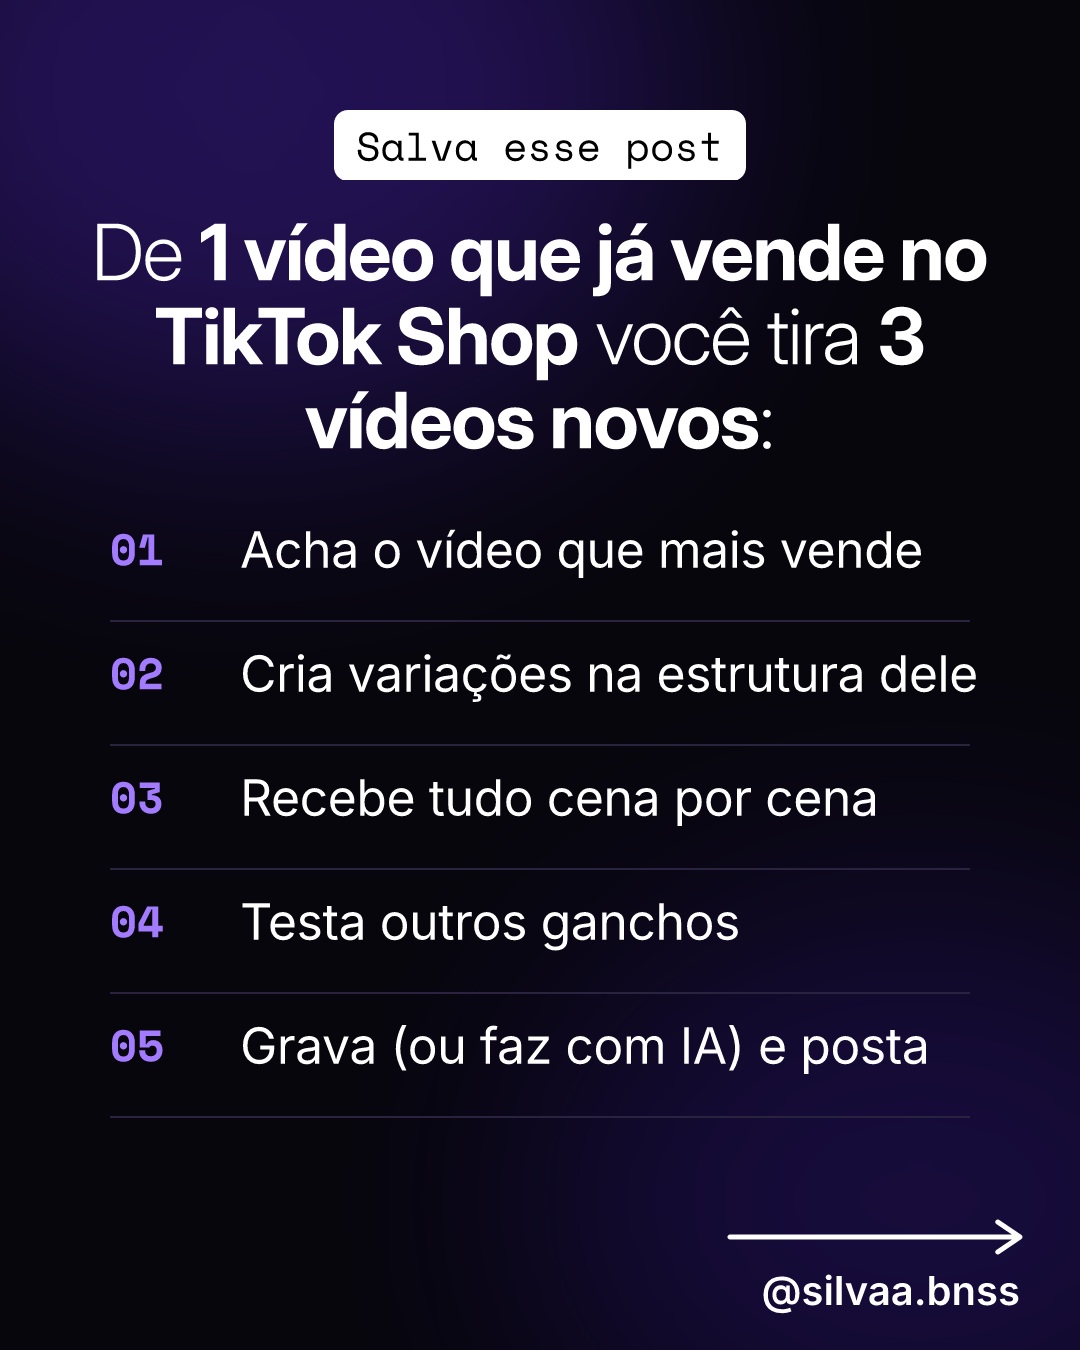 Salva esse post
De 1 vídeo que já vende no
TikTok Shop você tira 3
vídeos novos:
01 Acha o vídeo que mais vende
02 Cria variações na estrutura dele
03 Recebe tudo cena por cena
04 Testa outros ganchos
05 Grava (ou faz com IA) e posta
@silvaa.bnss